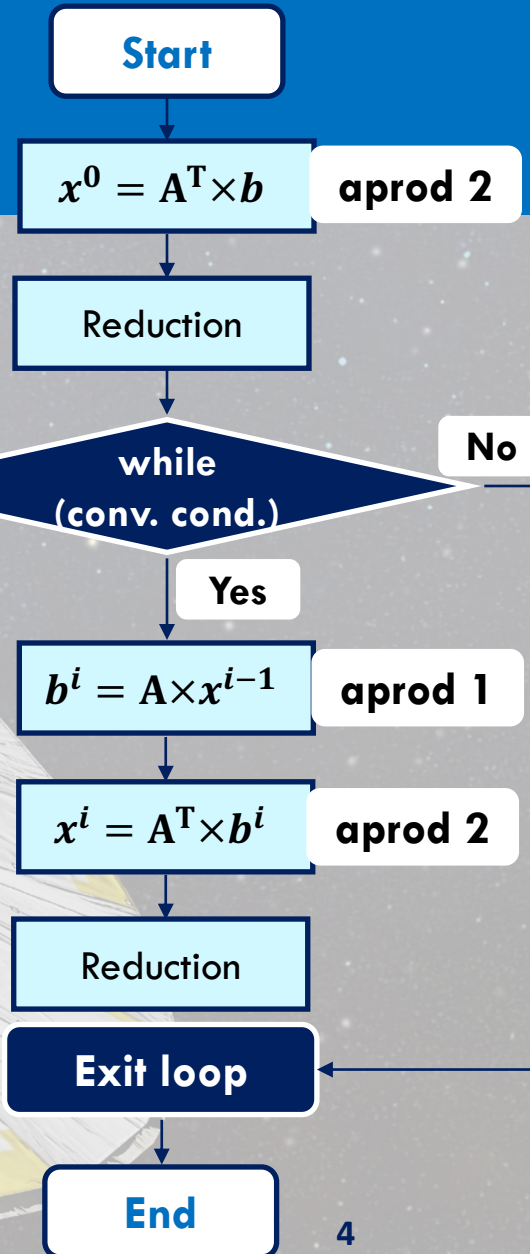 Start
x⁰ = Aᵀ×b aprod 2
Reduction
while
(conv. cond.)
No
Yes
bⁱ = A×xⁱ⁻¹ aprod 1
xⁱ = Aᵀ×bⁱ aprod 2
Reduction
Exit loop
End
4